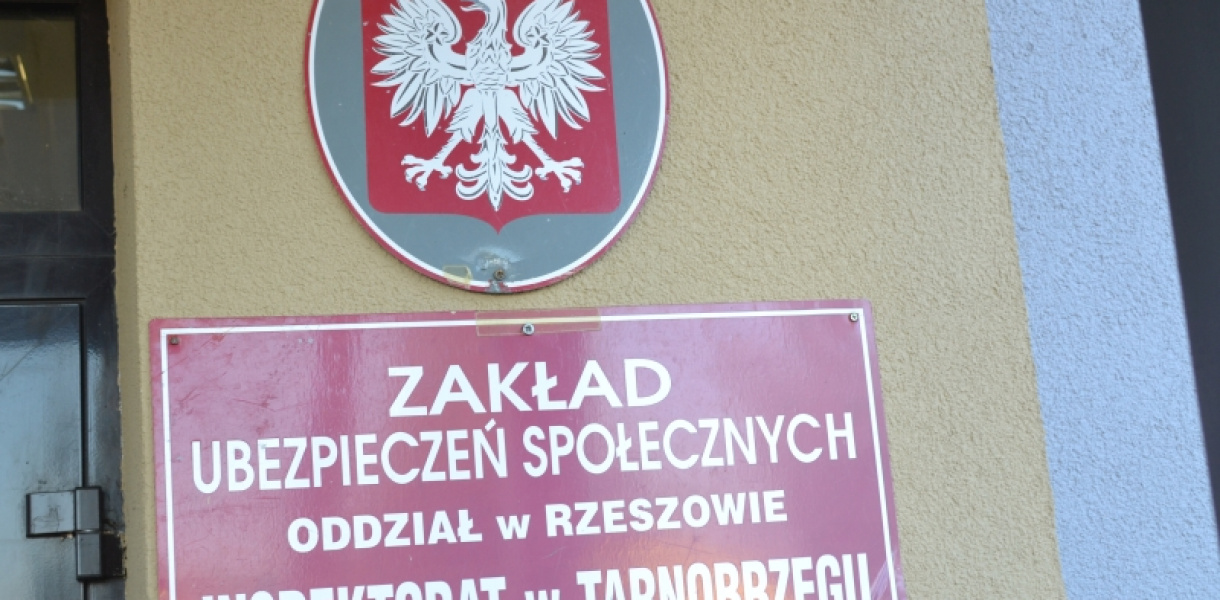 ZAKŁAD
UBEZPIECZEŃ SPOŁECZNYCH
ODDZIAŁ w RZESZOWIE
INSPEKTORAT w TARNOBRZEGU